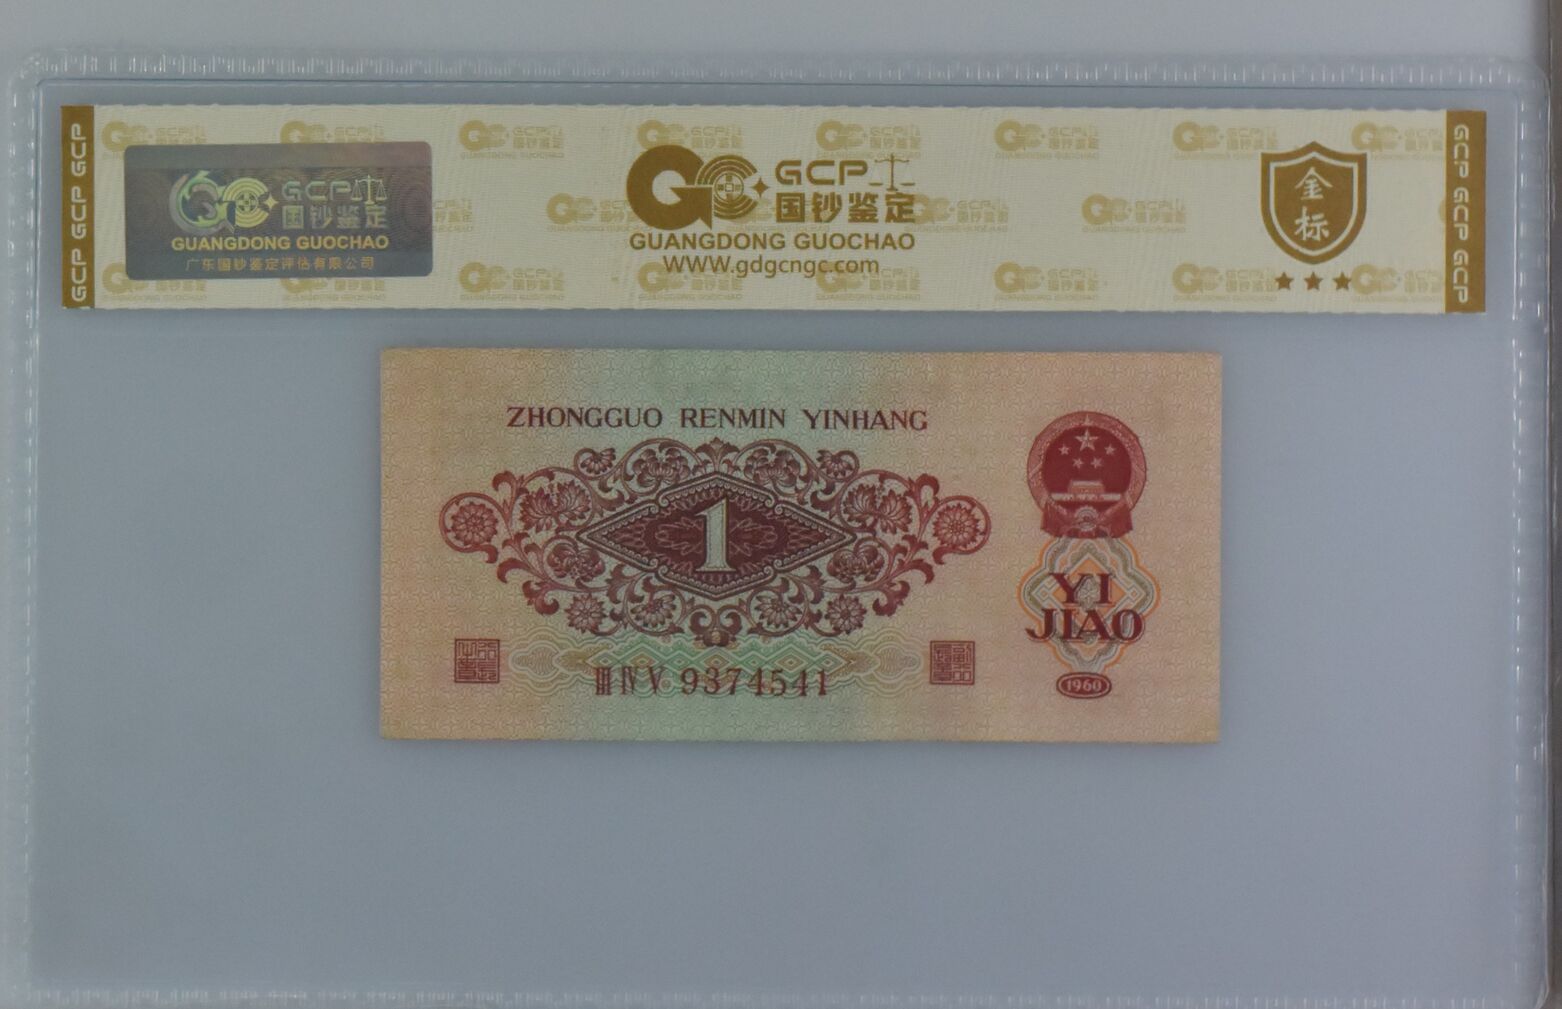 GCP GCP GCP
GCP
国钞鉴定
GUANGDONG GUOCHAO
广东国钞鉴定评估有限公司
GCP
国钞鉴定
GUANGDONG GUOCHAO
WWW.gdgcngc.com
金标
GCP GCP GCP
ZHONGGUO RENMIN YINHANG
1
YI
JIAO
ⅢⅣⅤ 9374541
1960